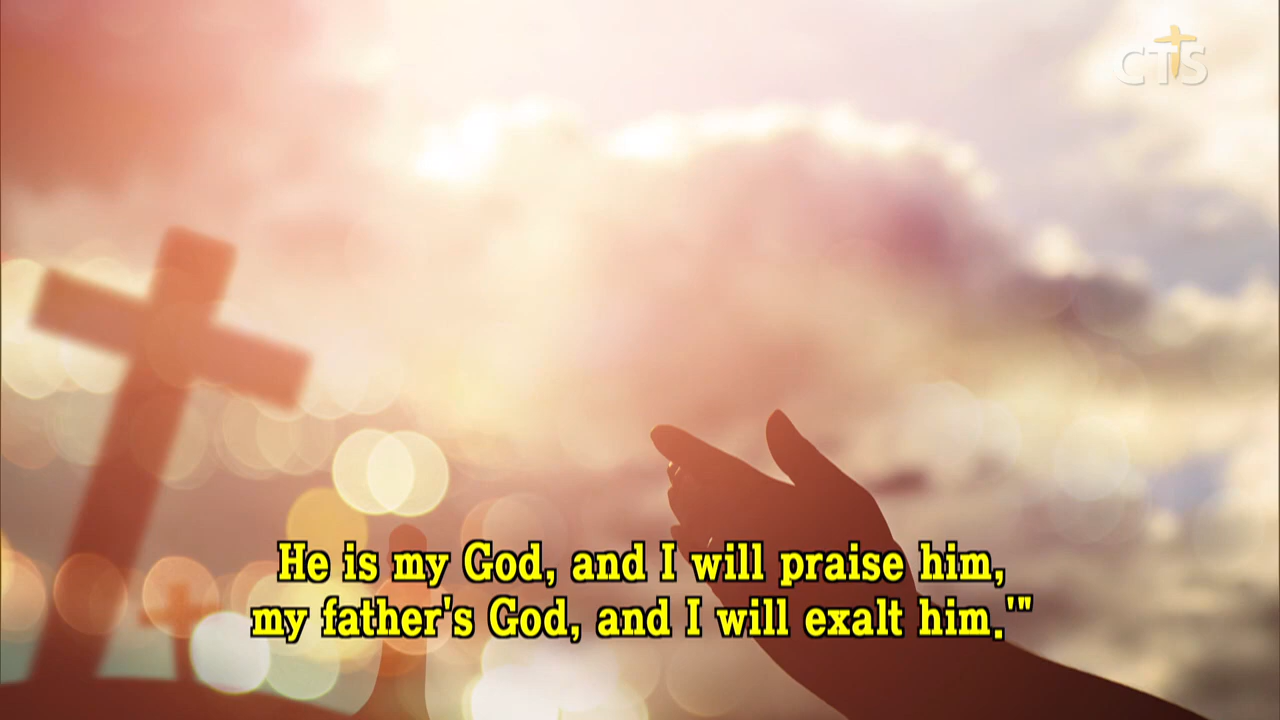 CTS
He is my God, and I will praise him,
my father's God, and I will exalt him.'"